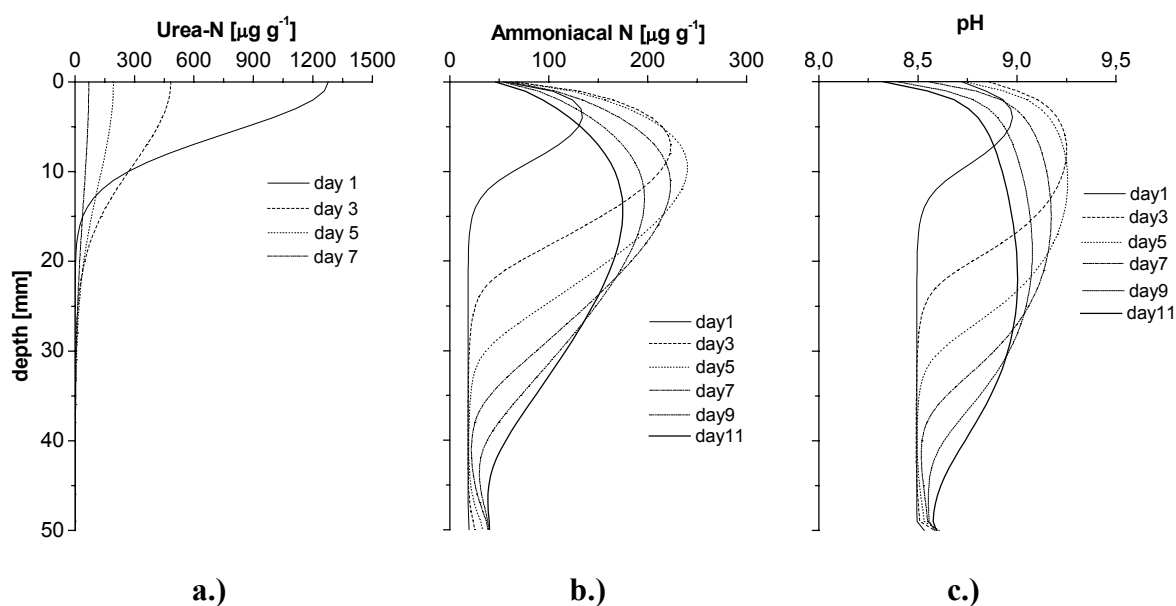 Urea-N [µg g⁻¹]
0 300 600 900 1200 1500
0
10
20
30
40
50
depth [mm]
day 1
day 3
day 5
day 7
a.)
Ammoniacal N [µg g⁻¹]
0 100 200 300
day1
day3
day5
day7
day9
day11
b.)
pH
8,0 8,5 9,0 9,5
day1
day3
day5
day7
day9
day11
c.)